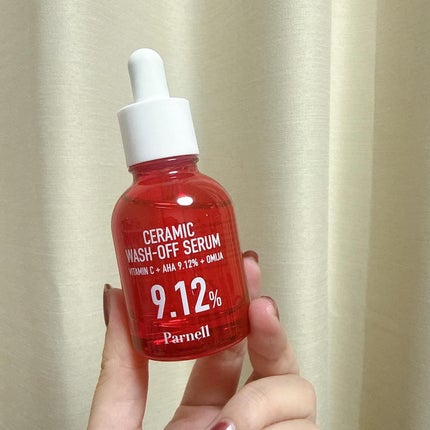 CERAMIC
WASH-OFF SERUM
VITAMIN C + AHA 9.12% + OMIJA
9.12%
Parnell